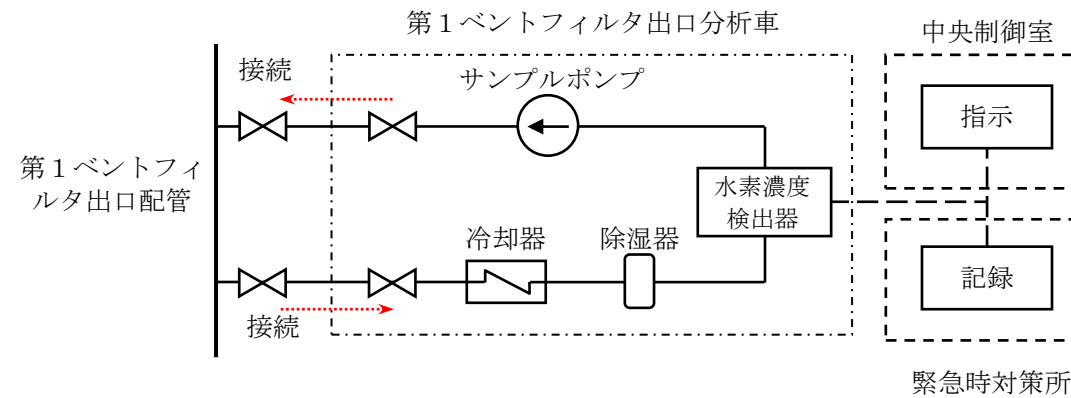 第１ベントフィルタ出口分析車
中央制御室
接続
サンプルポンプ
指示
第１ベントフィ
ルタ出口配管
水素濃度
検出器
冷却器
除湿器
記録
接続
緊急時対策所